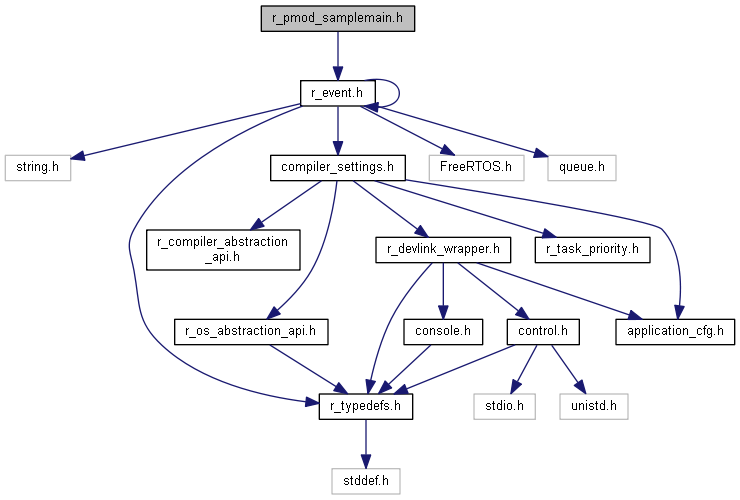 r_pmod_samplemain.h
r_event.h
string.h
compiler_settings.h
FreeRTOS.h
queue.h
r_compiler_abstraction
_api.h
r_devlink_wrapper.h
r_task_priority.h
r_os_abstraction_api.h
console.h
control.h
application_cfg.h
r_typedefs.h
stdio.h
unistd.h
stddef.h